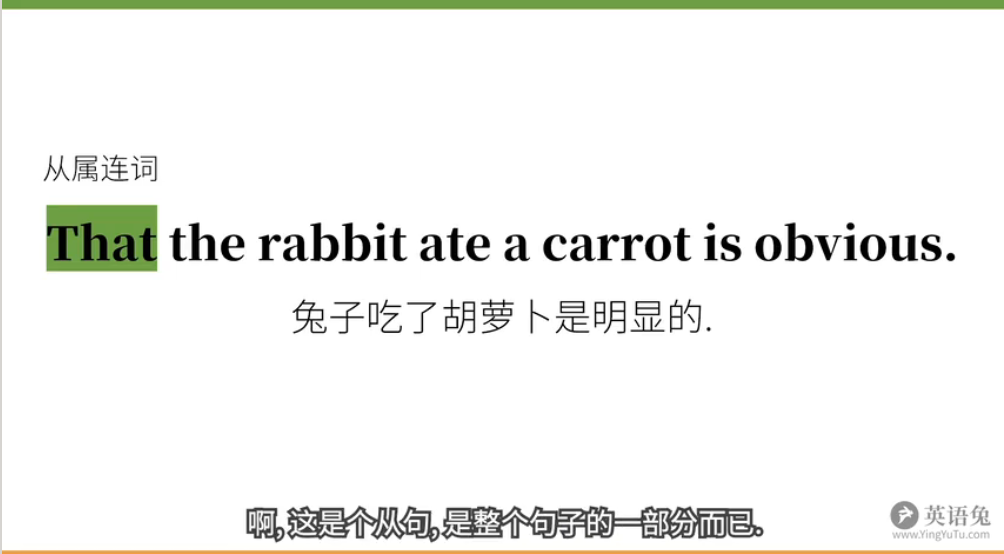 从属连词
That the rabbit ate a carrot is obvious.
兔子吃了胡萝卜是明显的.
啊, 这是个从句, 是整个句子的一部分而已.
英语兔
www.YingYuTu.com